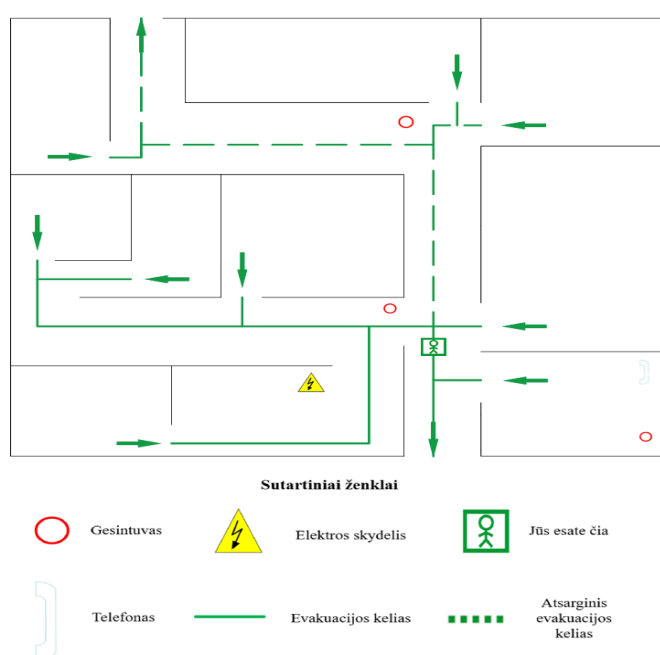 Sutartiniai ženklai
Gesintuvas
Elektros skydelis
Jūs esate čia
Telefonas
Evakuacijos kelias
Atsarginis
evakuacijos
kelias